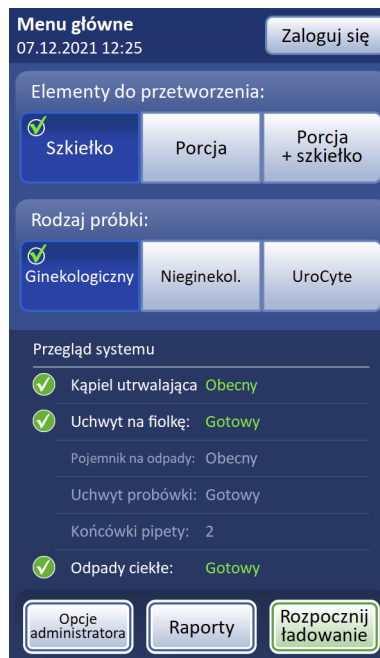 Menu główne
07.12.2021 12:25
Zaloguj się
Elementy do przetworzenia:
Szkiełko
Porcja
Porcja
+ szkiełko
Rodzaj próbki:
Ginekologiczny
Nieginekol.
UroCyte
Przegląd systemu
Kąpiel utrwalająca Obecny
Uchwyt na fiolkę: Gotowy
Pojemnik na odpady: Obecny
Uchwyt probówki: Gotowy
Końcówki pipety: 2
Odpady ciekłe: Gotowy
Opcje
administratora
Raporty
Rozpocznij
ładowanie